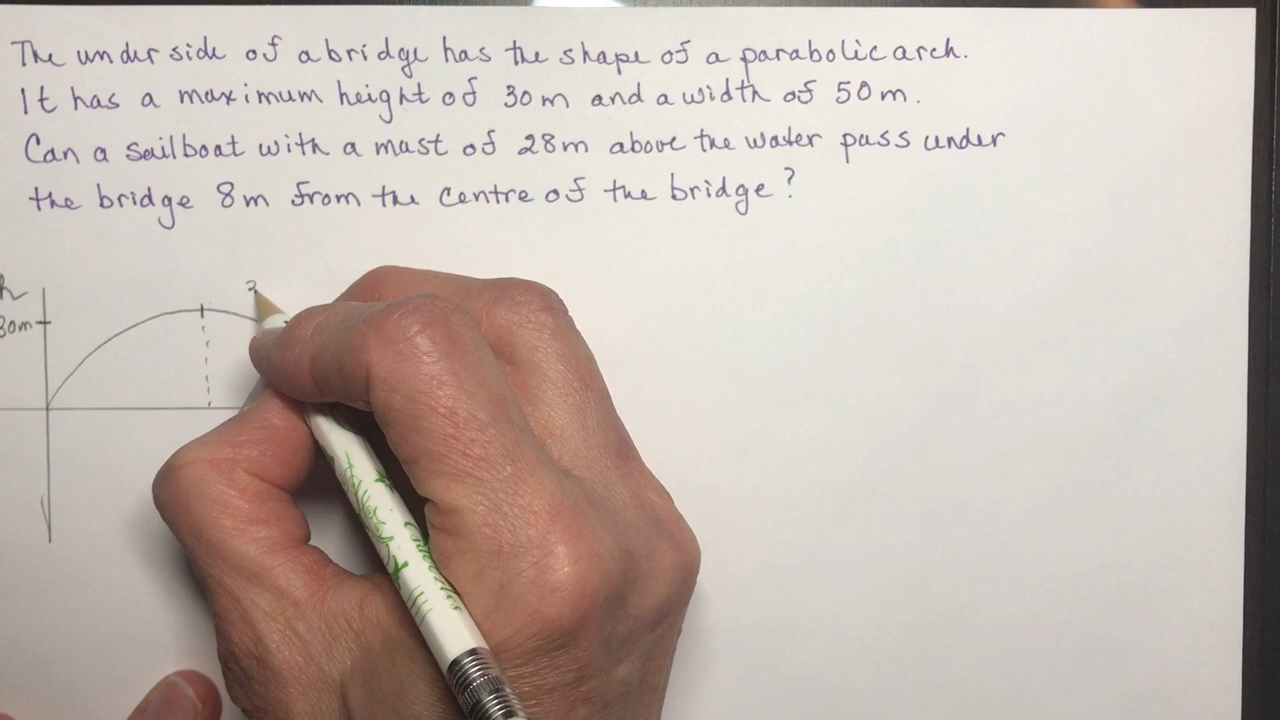 The under side of a bridge has the shape of a parabolic arch.
It has a maximum height of 30m and a width of 50m.
Can a sailboat with a mast of 28m above the water pass under
the bridge 8m from the centre of the bridge?
h
30m